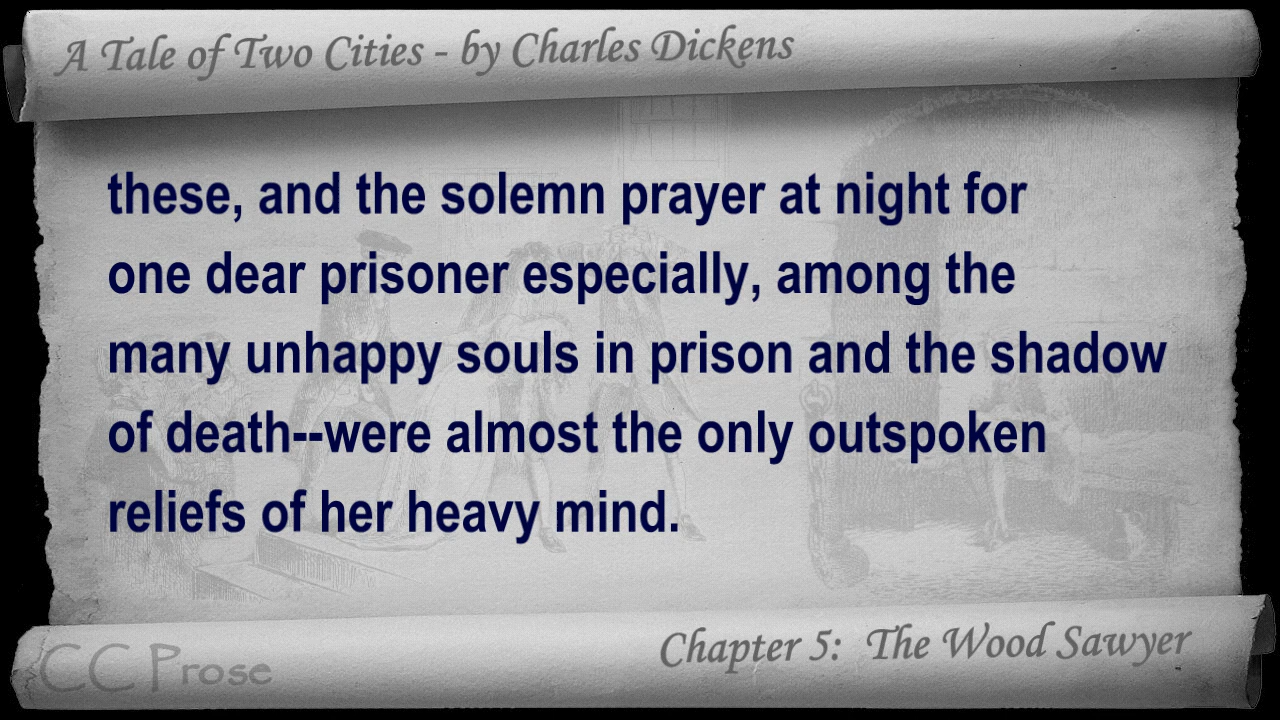 A Tale of Two Cities - by Charles Dickens
these, and the solemn prayer at night for
one dear prisoner especially, among the
many unhappy souls in prison and the shadow
of death--were almost the only outspoken
reliefs of her heavy mind.
Chapter 5: The Wood Sawyer
CC Prose